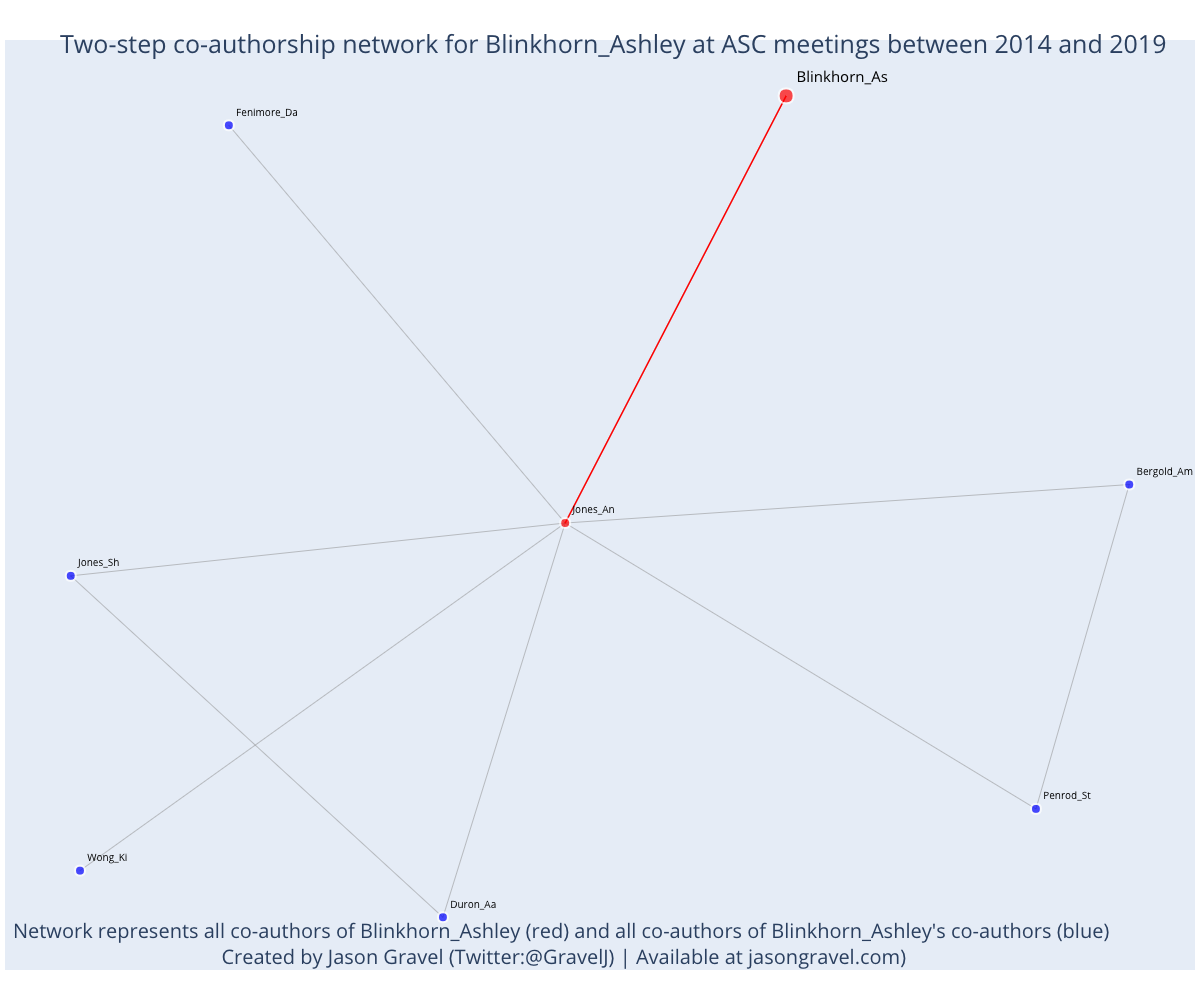 Two-step co-authorship network for Blinkhorn_Ashley at ASC meetings between 2014 and 2019
Blinkhorn_As
Fenimore_Da
Bergold_Am
Jones_An
Jones_Sh
Penrod_St
Wong_Ki
Duron_Aa
Network represents all co-authors of Blinkhorn_Ashley (red) and all co-authors of Blinkhorn_Ashley's co-authors (blue)
Created by Jason Gravel (Twitter:@GravelJ) | Available at jasongravel.com)